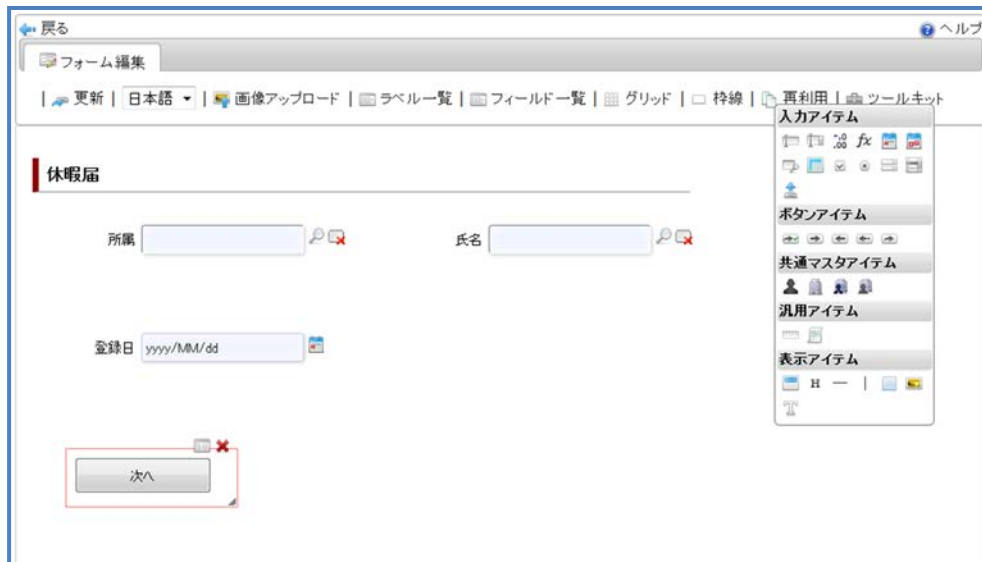 戻る ヘルプ
フォーム編集
| 更新 | 日本語 | 画像アップロード | ラベル一覧 | フィールド一覧 | グリッド | 枠線 | 再利用 | ツールキット
入力アイテム
fx
休暇届
ボタンアイテム
所属 氏名
共通マスタアイテム
汎用アイテム
登録日 yyyy/MM/dd
表示アイテム
H
T
次へ